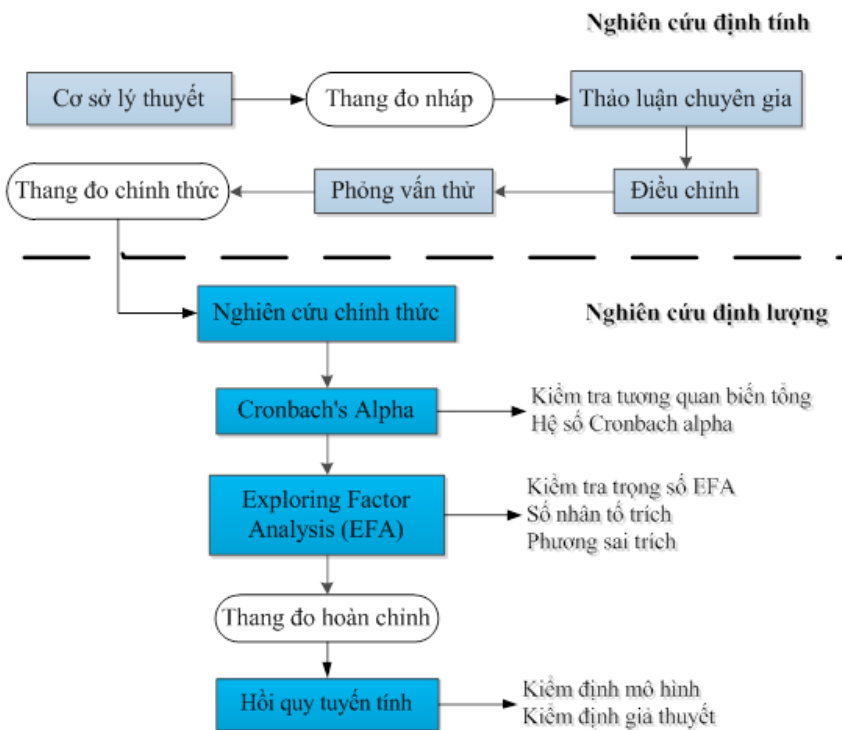 Nghiên cứu định tính
Cơ sở lý thuyết
Thang đo nháp
Thảo luận chuyên gia
Thang đo chính thức
Phỏng vấn thử
Điều chỉnh
Nghiên cứu chính thức
Nghiên cứu định lượng
Cronbach's Alpha
Kiểm tra tương quan biến tổng
Hệ số Cronbach alpha
Exploring Factor
Analysis (EFA)
Kiểm tra trọng số EFA
Số nhân tố trích
Phương sai trích
Thang đo hoàn chỉnh
Hồi quy tuyến tính
Kiểm định mô hình
Kiểm định giả thuyết